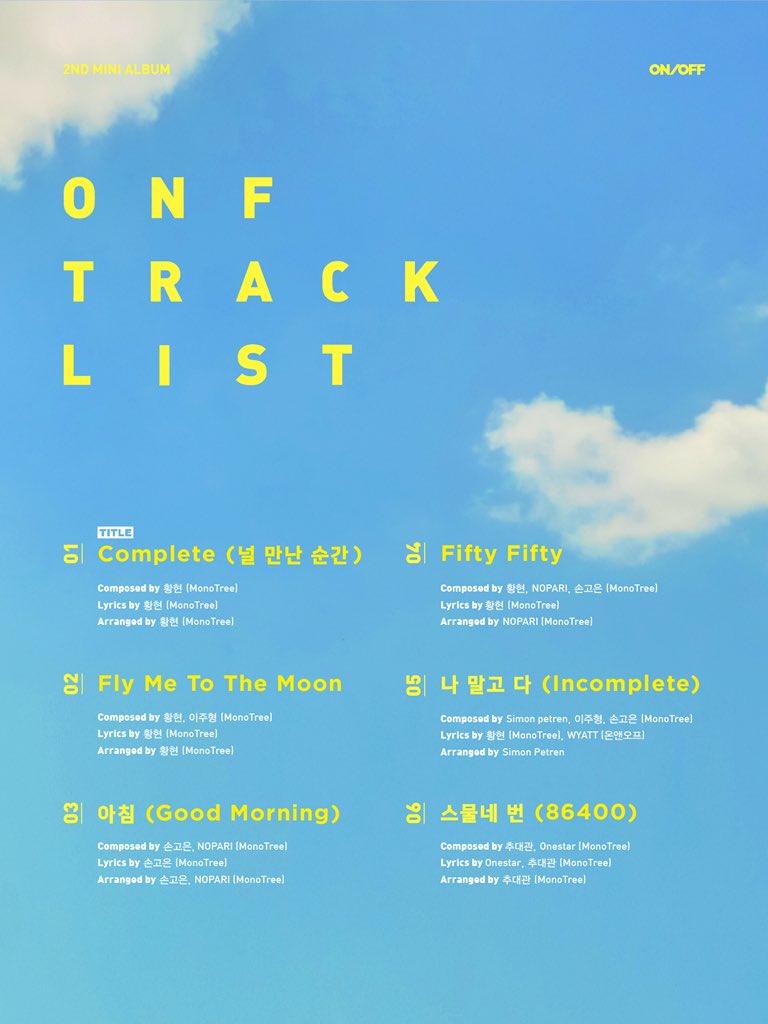 2ND MINI ALBUM
ON/OFF
ONF
TRACK
LIST
TITLE
01
Complete (널 만난 순간)
Composed by 황현 (MonoTree)
Lyrics by 황현 (MonoTree)
Arranged by 황현 (MonoTree)
02
Fly Me To The Moon
Composed by 황현, 이주형 (MonoTree)
Lyrics by 황현 (MonoTree)
Arranged by 황현 (MonoTree)
03
아침 (Good Morning)
Composed by 손고은, NOPARI (MonoTree)
Lyrics by 손고은 (MonoTree)
Arranged by 손고은, NOPARI (MonoTree)
04
Fifty Fifty
Composed by 황현, NOPARI, 손고은 (MonoTree)
Lyrics by 황현 (MonoTree)
Arranged by NOPARI (MonoTree)
05
나 말고 다 (Incomplete)
Composed by Simon petren, 이주형, 손고은 (MonoTree)
Lyrics by 황현 (MonoTree), WYATT (온앤오프)
Arranged by Simon Petren
06
스물네 번 (86400)
Composed by 추대관, Onestar (MonoTree)
Lyrics by Onestar, 추대관 (MonoTree)
Arranged by 추대관 (MonoTree)